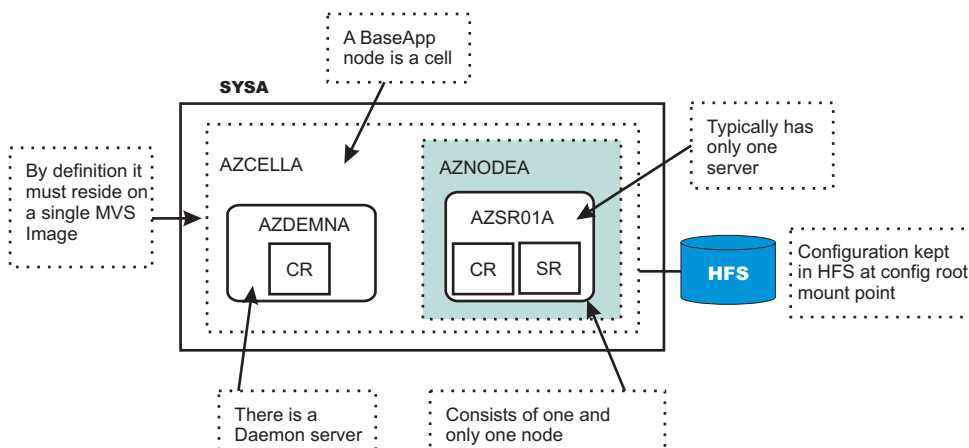 A BaseApp
node is a cell
SYSA
Typically has
only one
server
By definition it
must reside on
a single MVS
Image
AZCELLA
AZNODEA
AZDEMNA
CR
AZSR01A
CR
SR
HFS
Configuration kept
in HFS at config root
mount point
There is a
Daemon server
Consists of one and
only one node